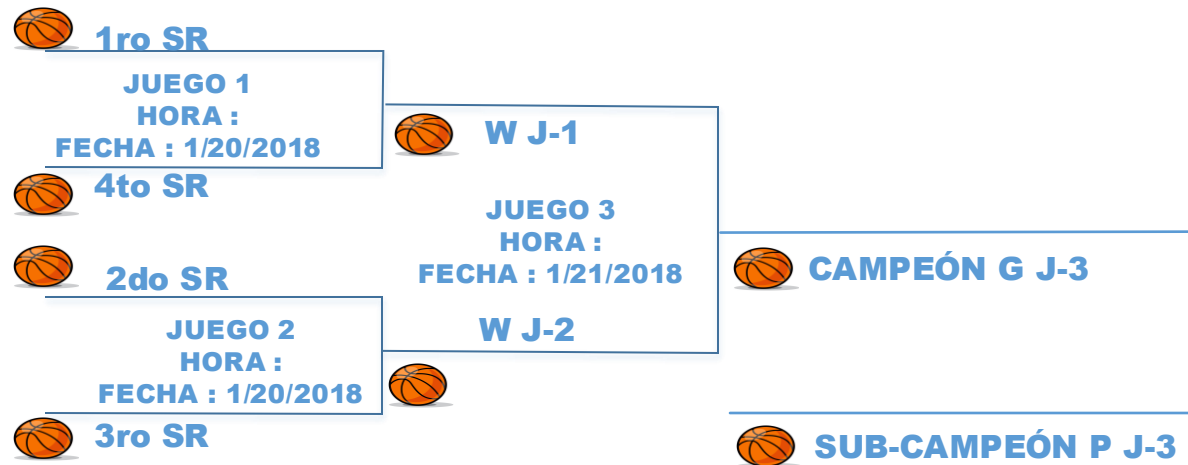 1ro SR
JUEGO 1
HORA :
FECHA : 1/20/2018
4to SR
2do SR
JUEGO 2
HORA :
FECHA : 1/20/2018
3ro SR
W J-1
JUEGO 3
HORA :
FECHA : 1/21/2018
W J-2
CAMPEÓN G J-3
SUB-CAMPEÓN P J-3